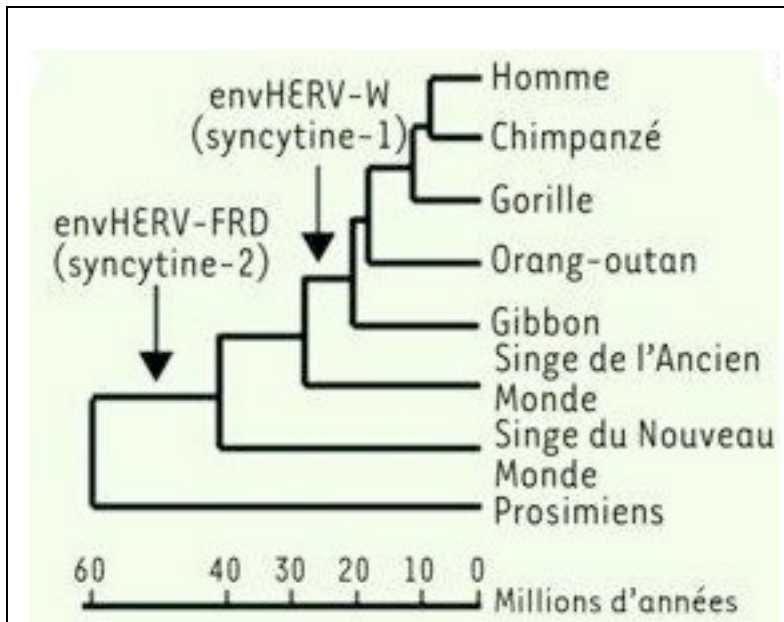 envHERV-W
(syncytine-1)
envHERV-FRD
(syncytine-2)
Homme
Chimpanzé
Gorille
Orang-outan
Gibbon
Singe de l'Ancien
Monde
Singe du Nouveau
Monde
Prosimiens
60 40 30 20 10 0
Millions d'années